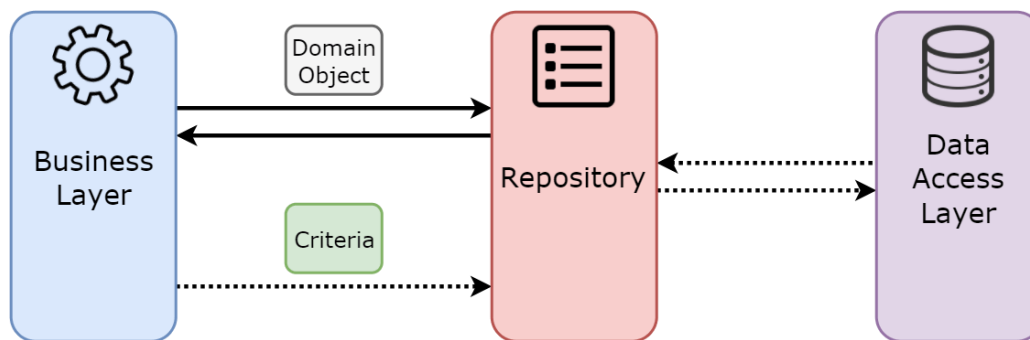 Domain
Object
Business
Layer
Repository
Data
Access
Layer
Criteria